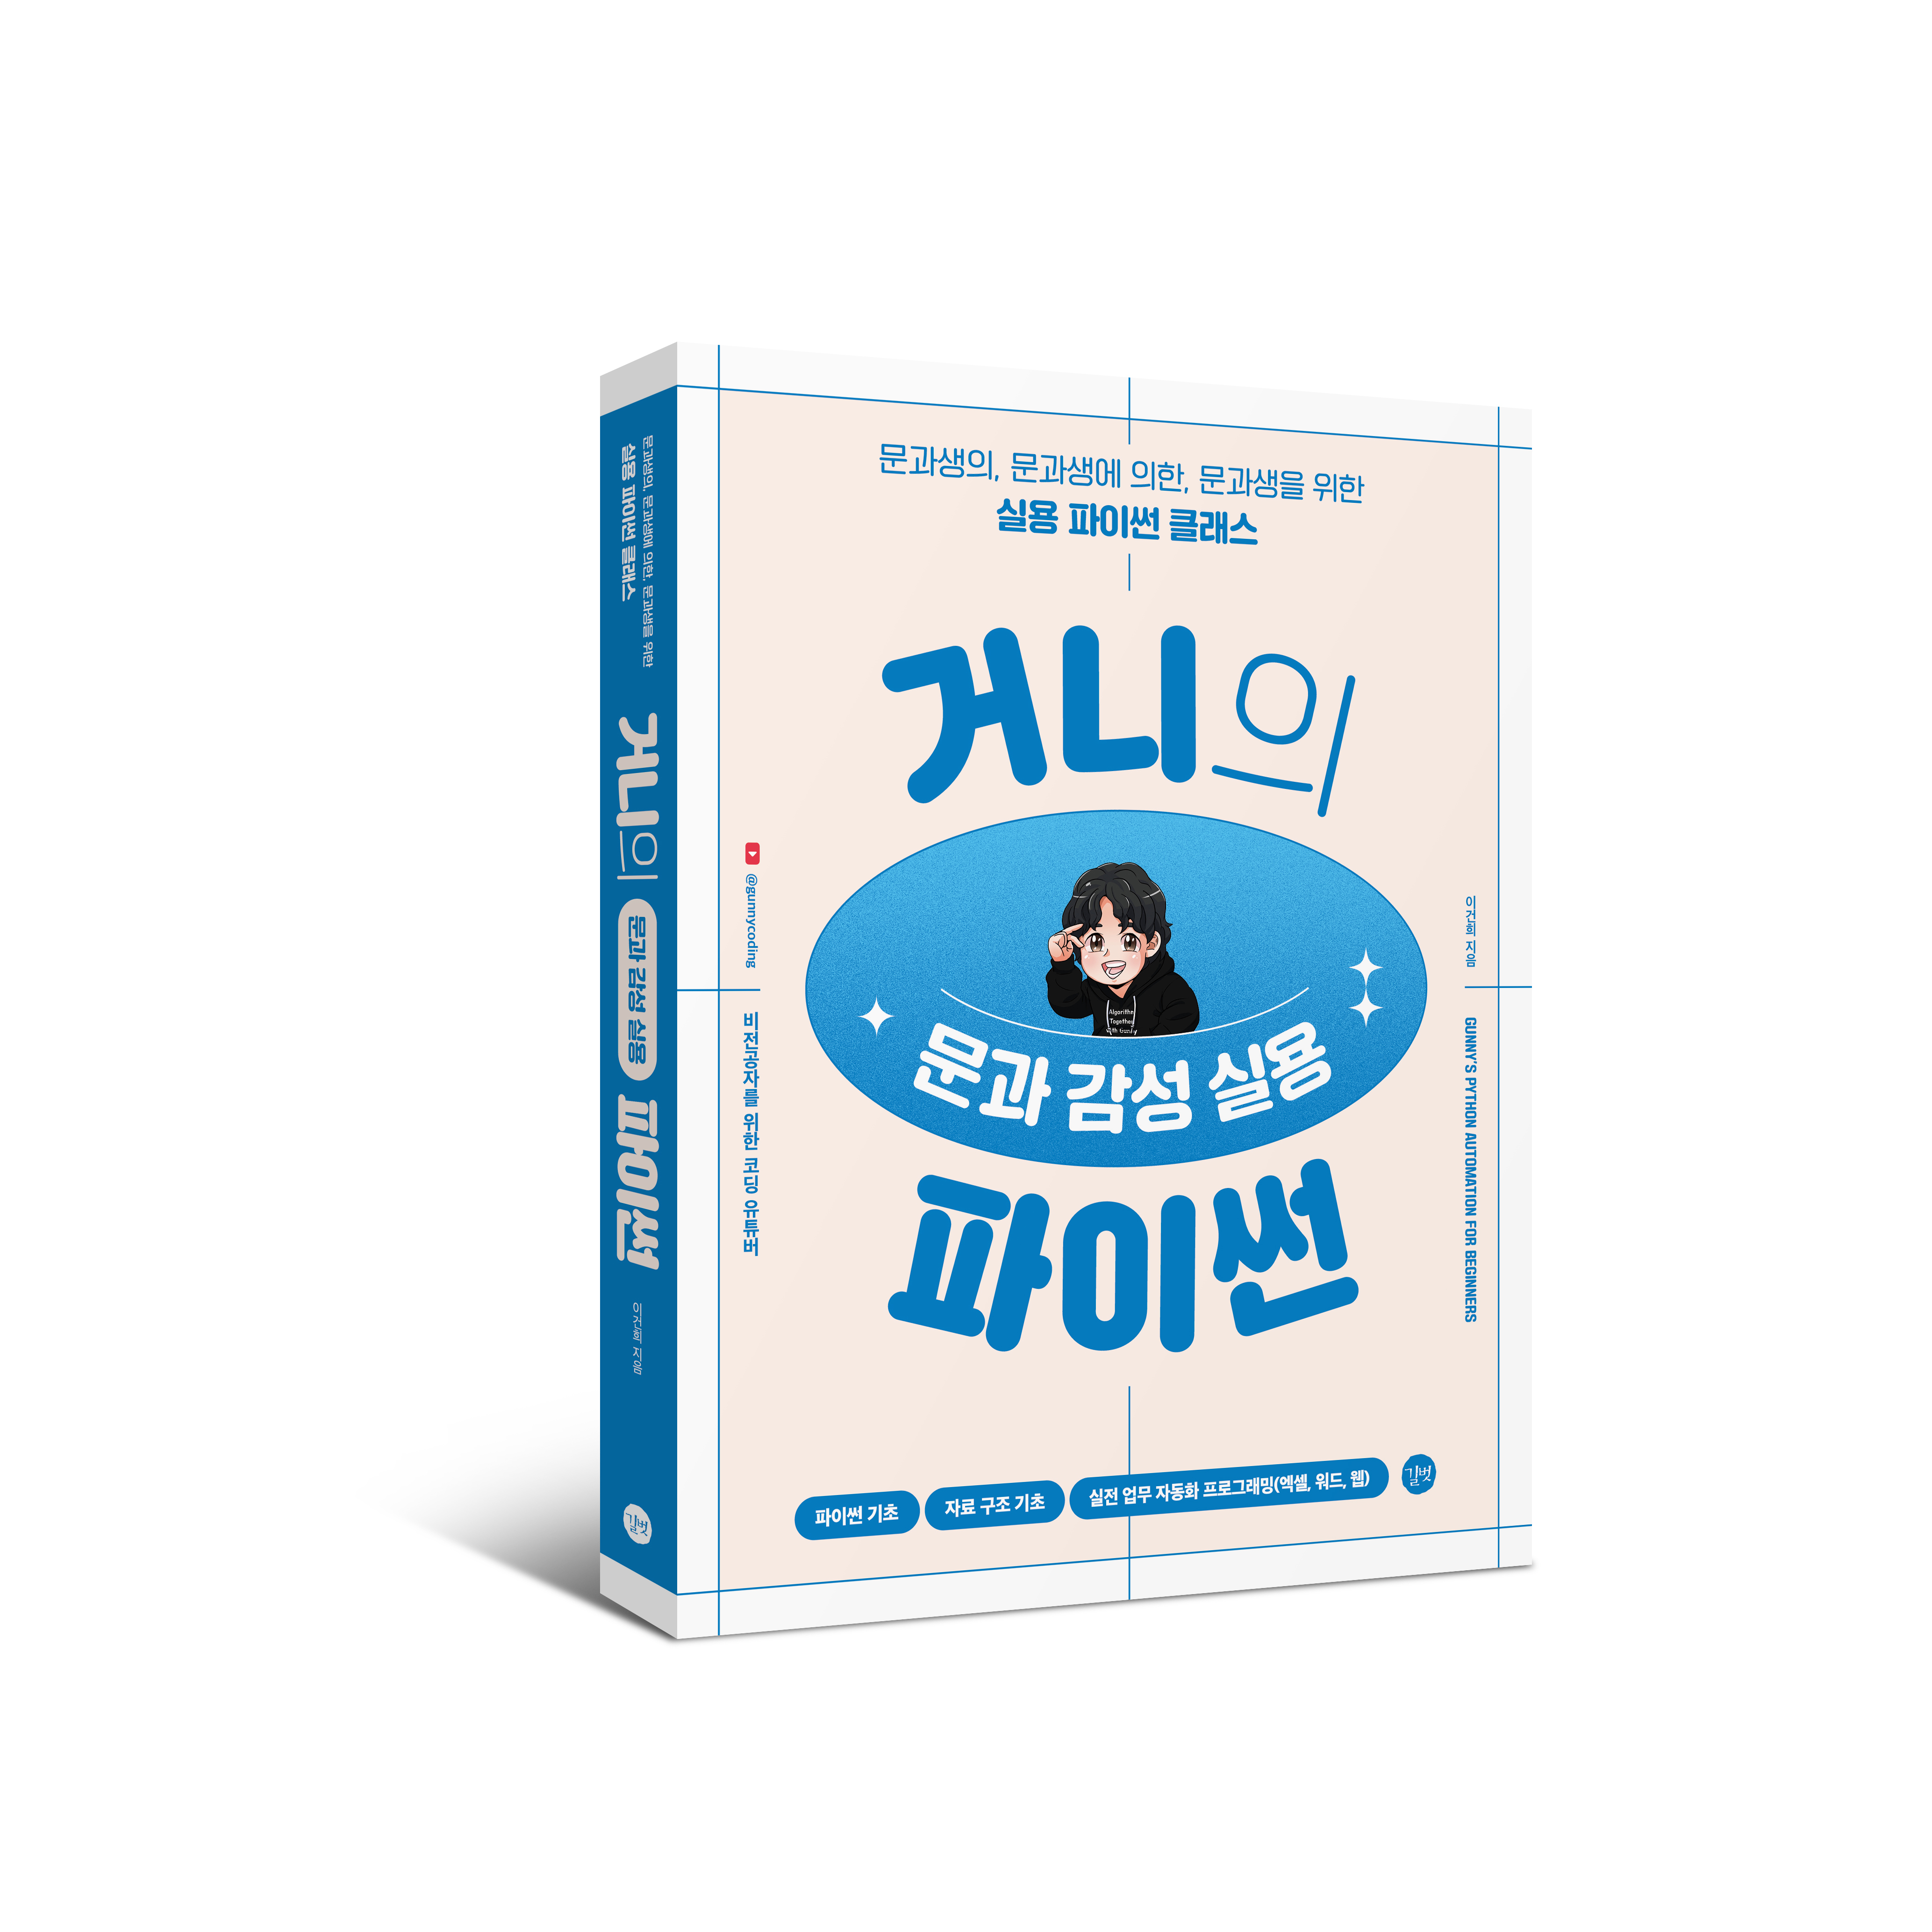 문과생의, 문과생에 의한, 문과생을 위한
실용 파이썬 클래스
거니의
문과 감성 실용
파이썬
이건희 지음
길벗
문과생의, 문과생에 의한, 문과생을 위한
실용 파이썬 클래스
거니의
Algorithm
Together
with Gunny
문과 감성 실용
파이썬
@gunnycoding
비전공자를 위한 코딩 유튜버
이건희 지음
GUNNY'S PYTHON AUTOMATION FOR BEGINNERS
파이썬 기초
자료 구조 기초
실전 업무 자동화 프로그래밍(엑셀, 워드, 웹)
길벗